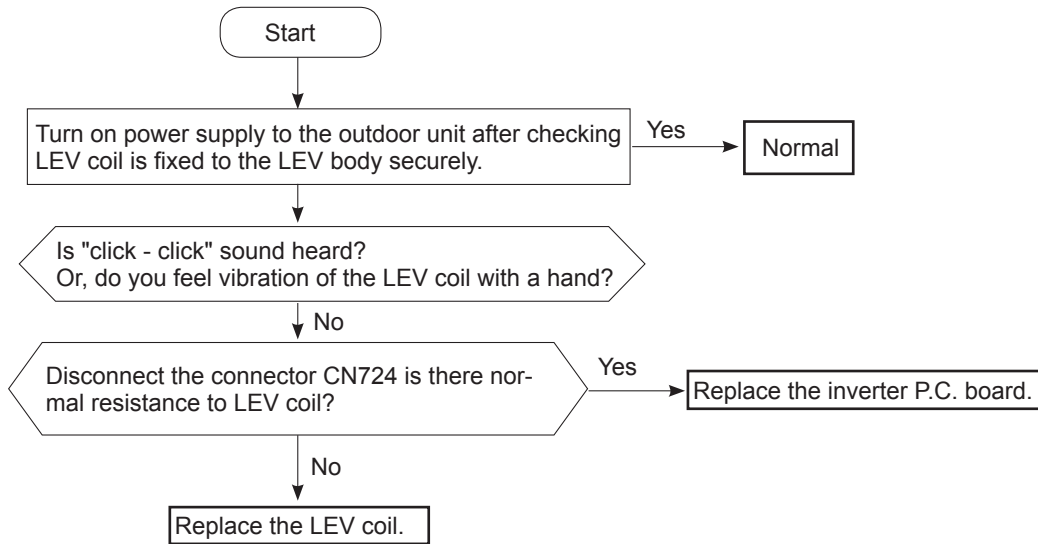 Start
Turn on power supply to the outdoor unit after checking
LEV coil is fixed to the LEV body securely.
Yes
Normal
Is "click - click" sound heard?
Or, do you feel vibration of the LEV coil with a hand?
No
Disconnect the connector CN724 is there nor-
mal resistance to LEV coil?
Yes
Replace the inverter P.C. board.
No
Replace the LEV coil.